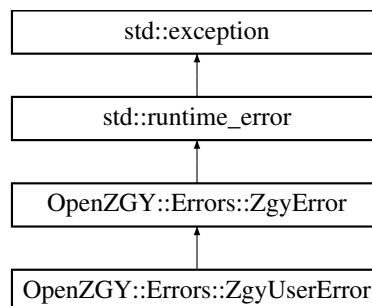 std::exception
std::runtime_error
OpenZGY::Errors::ZgyError
OpenZGY::Errors::ZgyUserError